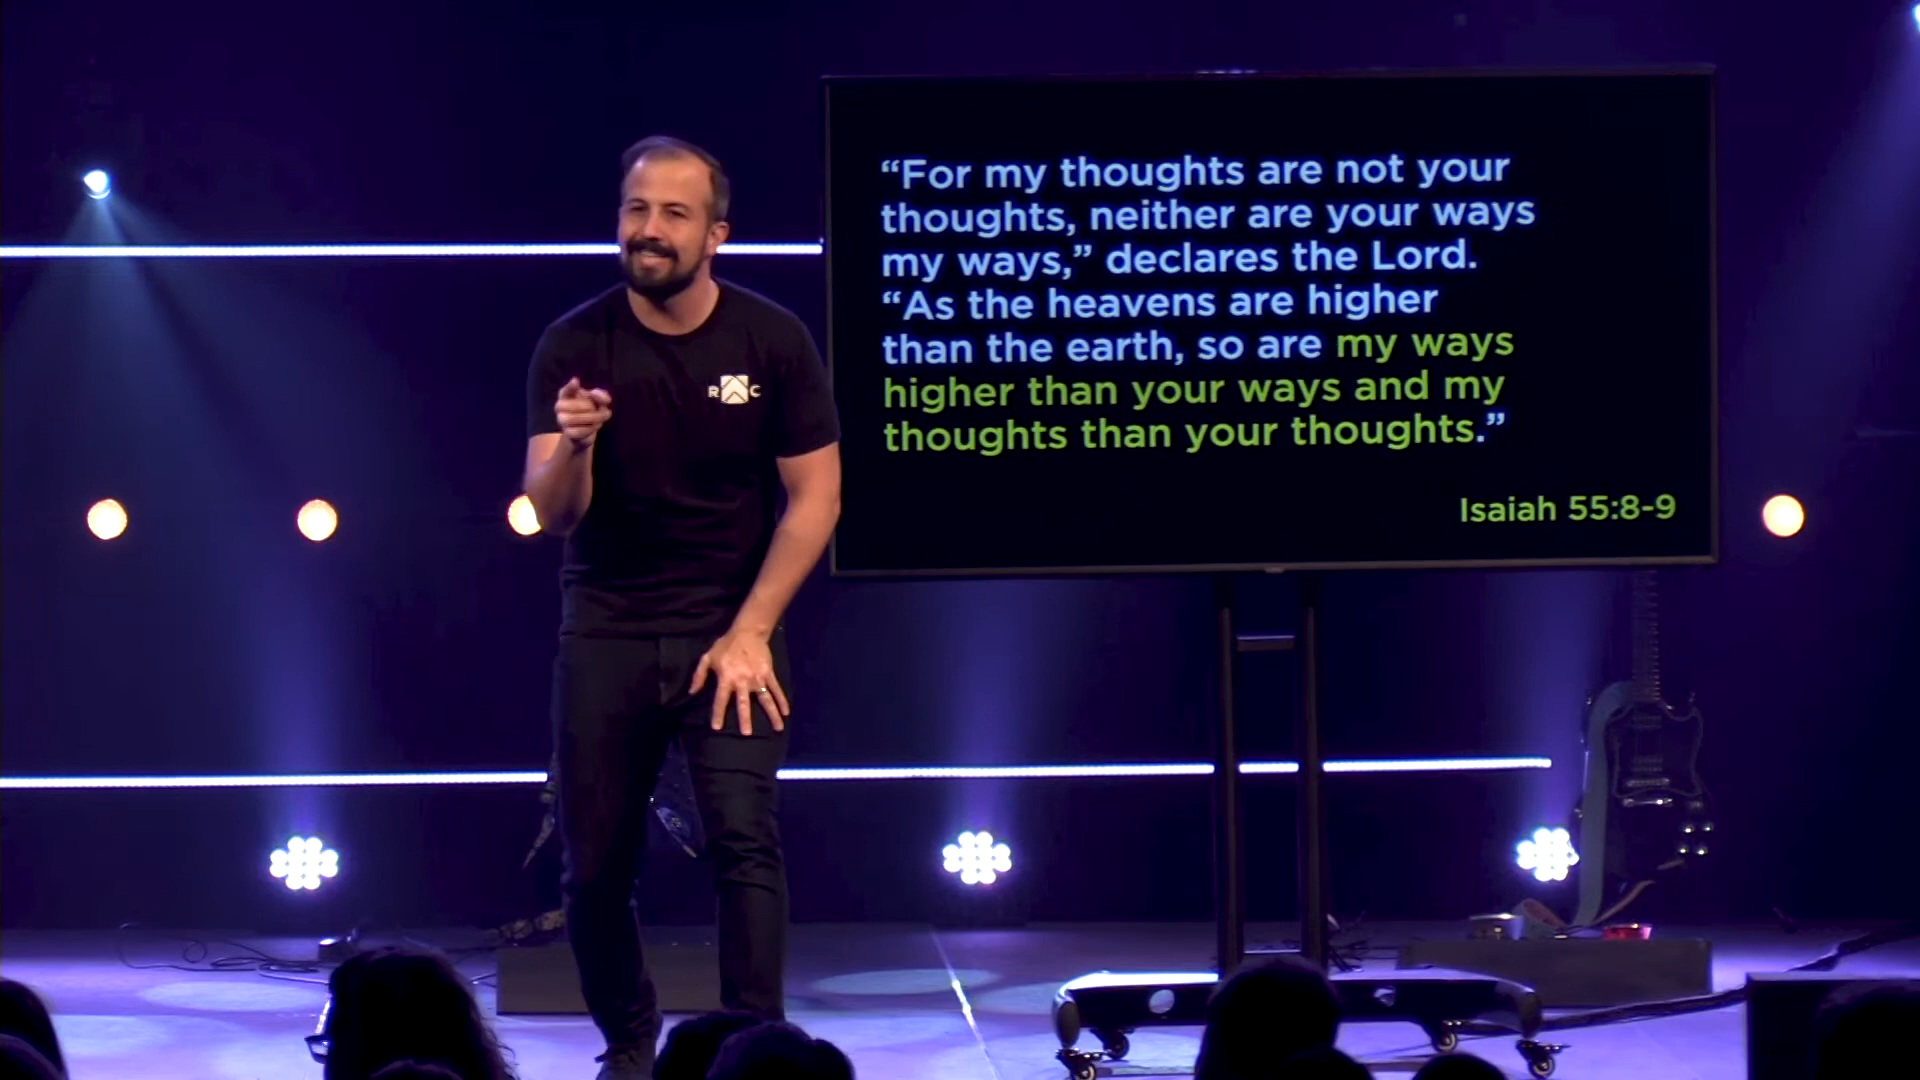 “For my thoughts are not your
thoughts, neither are your ways
my ways,” declares the Lord.
“As the heavens are higher
than the earth, so are my ways
higher than your ways and my
thoughts than your thoughts.”
Isaiah 55:8-9
R C